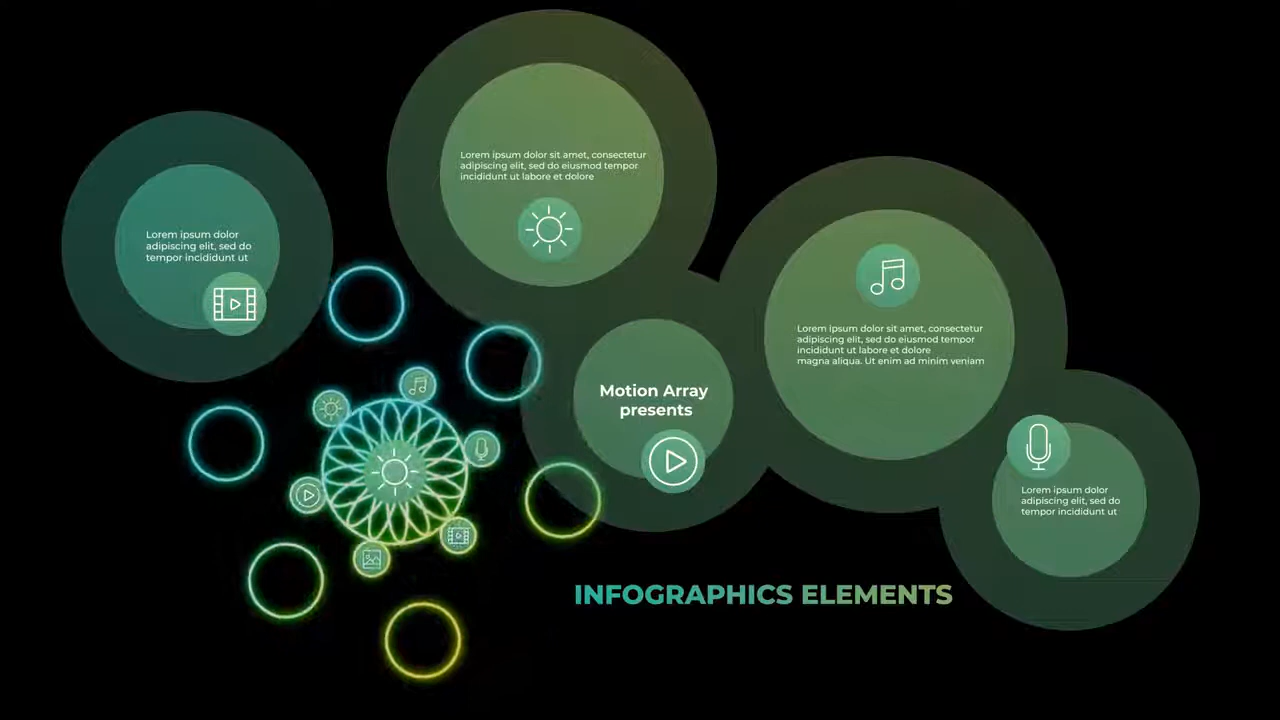 Lorem ipsum dolor sit amet, consectetur
adipiscing elit, sed do eiusmod tempor
incididunt ut labore et dolore
Lorem ipsum dolor
adipiscing elit, sed do
tempor incididunt ut
Lorem ipsum dolor sit amet, consectetur
adipiscing elit, sed do eiusmod tempor
incididunt ut labore et dolore
magna aliqua. Ut enim ad minim veniam
Motion Array
presents
Lorem ipsum dolor
adipiscing elit, sed do
tempor incididunt ut
INFOGRAPHICS ELEMENTS